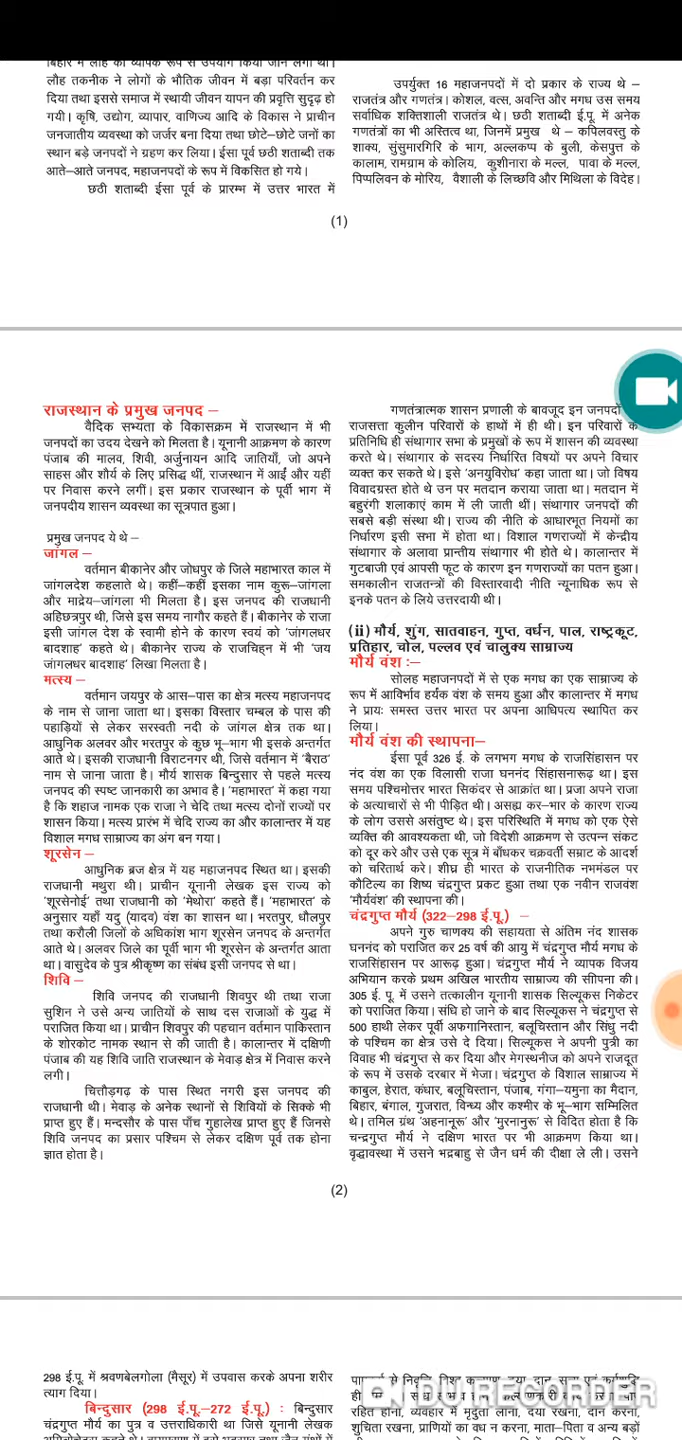 लौह तकनीक ने लोगों के भौतिक जीवन में बड़ा परिवर्तन कर
दिया तथा इससे समाज में स्थायी जीवन यापन की प्रवृत्ति सुदृढ़ हो
गयी। कृषि, उद्योग, व्यापार, वाणिज्य आदि के विकास ने प्राचीन
जनजातीय व्यवस्था को जर्जर बना दिया तथा छोटे–छोटे जनों का
स्थान बड़े जनपदों ने ग्रहण कर लिया। ईसा पूर्व छठी शताब्दी तक
आते–आते जनपद, महाजनपदों के रूप में विकसित हो गये।
छठी शताब्दी ईसा पूर्व के प्रारम्भ में उत्तर भारत में
उपर्युक्त 16 महाजनपदों में दो प्रकार के राज्य थे –
राजतंत्र और गणतंत्र। कोशल, वत्स, अवन्ति और मगध उस समय
सर्वाधिक शक्तिशाली राजतंत्र थे। छठी शताब्दी ई.पू. में अनेक
गणतंत्रों का भी अस्तित्व था, जिनमें प्रमुख थे – कपिलवस्तु के
शाक्य, सुंसुमारगिरि के भाग, अल्लकप्प के बुली, केसपुत्त के
कालाम, रामग्राम के कोलिय, कुशीनारा के मल्ल, पावा के मल्ल,
पिप्पलिवन के मोरिय, वैशाली के लिच्छवि और मिथिला के विदेह।
(1)
राजस्थान के प्रमुख जनपद –
वैदिक सभ्यता के विकासक्रम में राजस्थान में भी
जनपदों का उदय देखने को मिलता है। यूनानी आक्रमण के कारण
पंजाब की मालव, शिवी, अर्जुनायन आदि जातियाँ, जो अपने
साहस और शौर्य के लिए प्रसिद्ध थीं, राजस्थान में आईं और यहीं
पर निवास करने लगीं। इस प्रकार राजस्थान के पूर्वी भाग में
जनपदीय शासन व्यवस्था का सूत्रपात हुआ।
प्रमुख जनपद ये थे –
जांगल –
वर्तमान बीकानेर और जोधपुर के जिले महाभारत काल में
जांगलदेश कहलाते थे। कहीं–कहीं इसका नाम कुरू–जांगला
और माद्रेय–जांगला भी मिलता है। इस जनपद की राजधानी
अहिछत्रपुर थी, जिसे इस समय नागौर कहते हैं। बीकानेर के राजा
इसी जांगल देश के स्वामी होने के कारण स्वयं को 'जांगलधर
बादशाह' कहते थे। बीकानेर राज्य के राजचिह्न में भी 'जय
जांगलधर बादशाह' लिखा मिलता है।
मत्स्य –
वर्तमान जयपुर के आस–पास का क्षेत्र मत्स्य महाजनपद
के नाम से जाना जाता था। इसका विस्तार चम्बल के पास की
पहाड़ियों से लेकर सरस्वती नदी के जांगल क्षेत्र तक था।
आधुनिक अलवर और भरतपुर के कुछ भू–भाग भी इसके अन्तर्गत
आते थे। इसकी राजधानी विराटनगर थी, जिसे वर्तमान में 'बैराठ'
नाम से जाना जाता है। मौर्य शासक बिन्दुसार से पहले मत्स्य
जनपद की स्पष्ट जानकारी का अभाव है। 'महाभारत' में कहा गया
है कि शहाज नामक एक राजा ने चेदि तथा मत्स्य दोनों राज्यों पर
शासन किया। मत्स्य प्रारंभ में चेदि राज्य का और कालान्तर में यह
विशाल मगध साम्राज्य का अंग बन गया।
शूरसेन –
आधुनिक ब्रज क्षेत्र में यह महाजनपद स्थित था। इसकी
राजधानी मथुरा थी। प्राचीन यूनानी लेखक इस राज्य को
'शूरसेनोई' तथा राजधानी को 'मेथोरा' कहते हैं। 'महाभारत' के
अनुसार यहाँ यदु (यादव) वंश का शासन था। भरतपुर, धौलपुर
तथा करौली जिलों के अधिकांश भाग शूरसेन जनपद के अन्तर्गत
आते थे। अलवर जिले का पूर्वी भाग भी शूरसेन के अन्तर्गत आता
था। वासुदेव के पुत्र श्रीकृष्ण का संबंध इसी जनपद से था।
शिवि –
शिवि जनपद की राजधानी शिवपुर थी तथा राजा
सुशिन ने उसे अन्य जातियों के साथ दस राजाओं के युद्ध में
पराजित किया था। प्राचीन शिवपुर की पहचान वर्तमान पाकिस्तान
के शोरकोट नामक स्थान से की जाती है। कालान्तर में दक्षिणी
पंजाब की यह शिवि जाति राजस्थान के मेवाड़ क्षेत्र में निवास करने
लगी।
चित्तौड़गढ़ के पास स्थित नगरी इस जनपद की
राजधानी थी। मेवाड़ के अनेक स्थानों से शिवियों के सिक्के भी
प्राप्त हुए हैं। मन्दसौर के पास पाँच गुहालेख प्राप्त हुए हैं जिनसे
शिवि जनपद का प्रसार पश्चिम से लेकर दक्षिण पूर्व तक होना
ज्ञात होता है।
गणतंत्रात्मक शासन प्रणाली के बावजूद इन जनपदों
राजसत्ता कुलीन परिवारों के हाथों में ही थी। इन परिवारों के
प्रतिनिधि ही संथागार सभा के प्रमुखों के रूप में शासन की व्यवस्था
करते थे। संथागार के सदस्य निर्धारित विषयों पर अपने विचार
व्यक्त कर सकते थे। इसे 'अनयुविरोध' कहा जाता था। जो विषय
विवादग्रस्त होते थे उन पर मतदान कराया जाता था। मतदान में
बहुरंगी शलाकाएं काम में ली जाती थीं। संथागार जनपदों की
सबसे बड़ी संस्था थी। राज्य की नीति के आधारभूत नियमों का
निर्धारण इसी सभा में होता था। विशाल गणराज्यों में केन्द्रीय
संथागार के अलावा प्रान्तीय संथागार भी होते थे। कालान्तर में
गुटबाजी एवं आपसी फूट के कारण इन गणराज्यों का पतन हुआ।
समकालीन राजतन्त्रों की विस्तारवादी नीति न्यूनाधिक रूप से
इनके पतन के लिये उत्तरदायी थी।
(ii) मौर्य, शुंग, सातवाहन, गुप्त, वर्धन, पाल, राष्ट्रकूट,
प्रतिहार, चोल, पल्लव एवं चालुक्य साम्राज्य
मौर्य वंश :–
सोलह महाजनपदों में से एक मगध का एक साम्राज्य के
रूप में आविर्भाव हर्यंक वंश के समय हुआ और कालान्तर में मगध
ने प्रायः समस्त उत्तर भारत पर अपना आधिपत्य स्थापित कर
लिया।
मौर्य वंश की स्थापना–
ईसा पूर्व 326 ई. के लगभग मगध के राजसिंहासन पर
नंद वंश का एक विलासी राजा घननंद सिंहासनारूढ़ था। इस
समय पश्चिमोत्तर भारत सिकंदर से आक्रांत था। प्रजा अपने राजा
के अत्याचारों से भी पीड़ित थी। असह्य कर–भार के कारण राज्य
के लोग उससे असंतुष्ट थे। इस परिस्थिति में मगध को एक ऐसे
व्यक्ति की आवश्यकता थी, जो विदेशी आक्रमण से उत्पन्न संकट
को दूर करे और उसे एक सूत्र में बाँधकर चक्रवर्ती सम्राट के आदर्श
को चरितार्थ करे। शीघ्र ही भारत के राजनीतिक नभमंडल पर
कौटिल्य का शिष्य चंद्रगुप्त प्रकट हुआ तथा एक नवीन राजवंश
'मौर्यवंश' की स्थापना की।
चंद्रगुप्त मौर्य (322–298 ई.पू.) –
अपने गुरु चाणक्य की सहायता से अंतिम नंद शासक
घननंद को पराजित कर 25 वर्ष की आयु में चंद्रगुप्त मौर्य मगध के
राजसिंहासन पर आरूढ़ हुआ। चंद्रगुप्त मौर्य ने व्यापक विजय
अभियान करके प्रथम अखिल भारतीय साम्राज्य की सीापना की।
305 ई. पू. में उसने तत्कालीन यूनानी शासक सिल्यूकस निकेटर
को पराजित किया। संधि हो जाने के बाद सिल्यूकस ने चंद्रगुप्त से
500 हाथी लेकर पूर्वी अफगानिस्तान, बलूचिस्तान और सिंधु नदी
के पश्चिम का क्षेत्र उसे दे दिया। सिल्यूकस ने अपनी पुत्री का
विवाह भी चंद्रगुप्त से कर दिया और मेगस्थनीज को अपने राजदूत
के रूप में उसके दरबार में भेजा। चंद्रगुप्त के विशाल साम्राज्य में
काबुल, हेरात, कंधार, बलूचिस्तान, पंजाब, गंगा–यमुना का मैदान,
बिहार, बंगाल, गुजरात, विन्ध्य और कश्मीर के भू–भाग सम्मिलित
थे। तमिल ग्रंथ 'अहनानूरू' और 'मुरनानुरू' से विदित होता है कि
चन्द्रगुप्त मौर्य ने दक्षिण भारत पर भी आक्रमण किया था।
वृद्धावस्था में उसने भद्रबाहु से जैन धर्म की दीक्षा ले ली। उसने
(2)
298 ई.पू. में श्रवणबेलगोला (मैसूर) में उपवास करके अपना शरीर
त्याग दिया।
बिन्दुसार (298 ई.पू.–272 ई.पू.) : बिन्दुसार
चंद्रगुप्त मौर्य का पुत्र व उत्तराधिकारी था जिसे यूनानी लेखक
रहित होना, व्यवहार में मृदुता लाना, दया रखना, दान करना,
शुचिता रखना, प्राणियों का वध न करना, माता–पिता व अन्य बड़ों
DU RECORDER